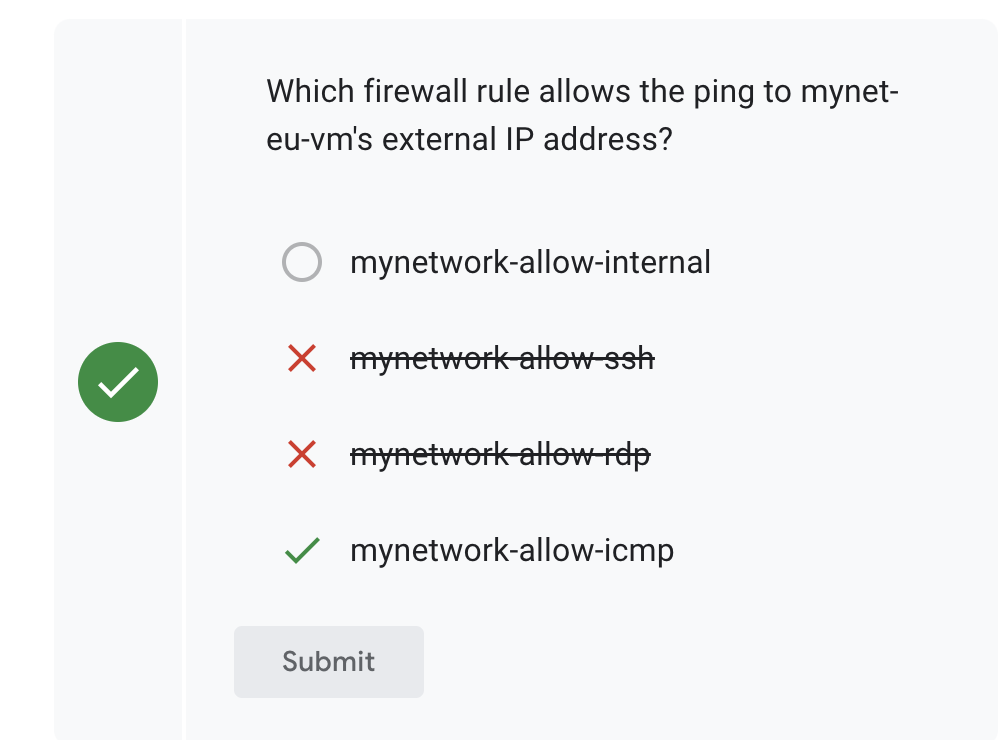 Which firewall rule allows the ping to mynet-
eu-vm's external IP address?
mynetwork-allow-internal
mynetwork-allow-ssh
mynetwork-allow-rdp
mynetwork-allow-icmp
Submit